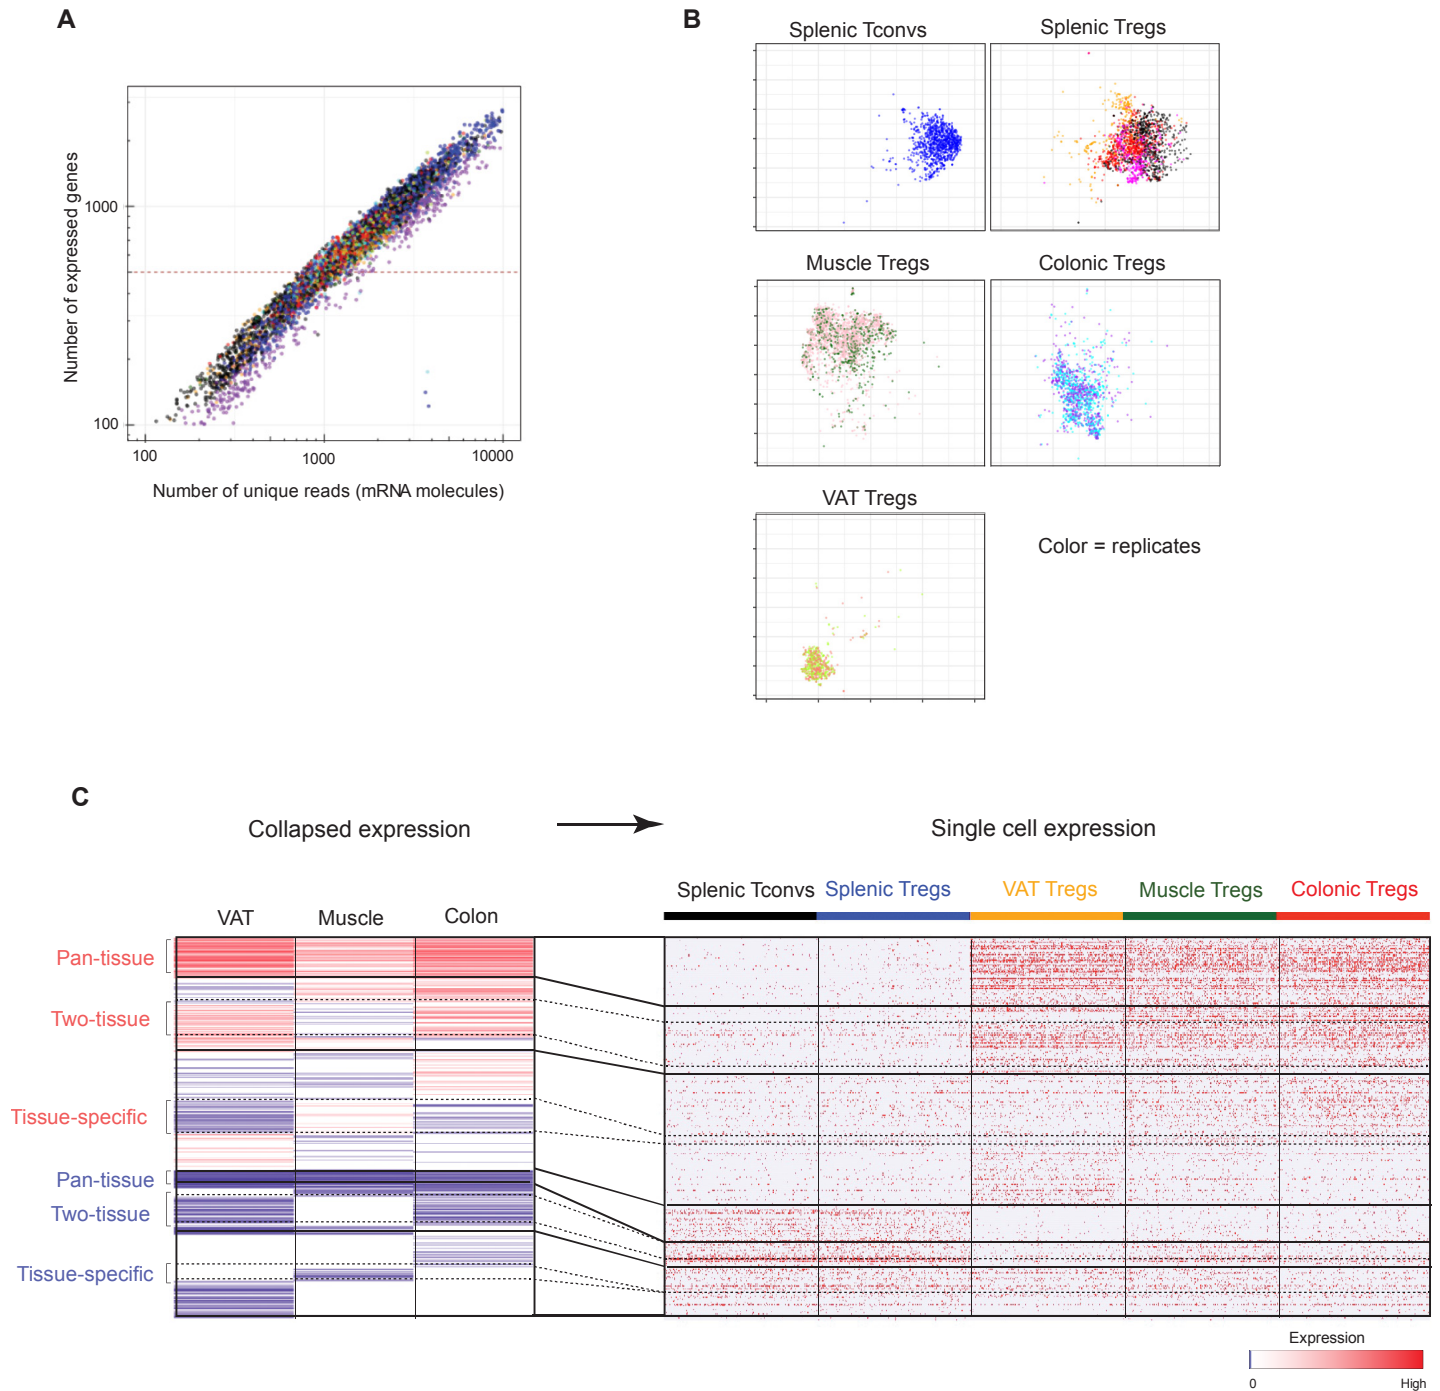 A
Number of expressed genes
1000
100
100
1000
10000
Number of unique reads (mRNA molecules)
B
Splenic Tconvs
Splenic Tregs
Muscle Tregs
Colonic Tregs
VAT Tregs
Color = replicates
C
Collapsed expression
Single cell expression
VAT
Muscle
Colon
Splenic Tconvs
Splenic Tregs
VAT Tregs
Muscle Tregs
Colonic Tregs
Pan-tissue
Two-tissue
Tissue-specific
Pan-tissue
Two-tissue
Tissue-specific
Expression
0
High